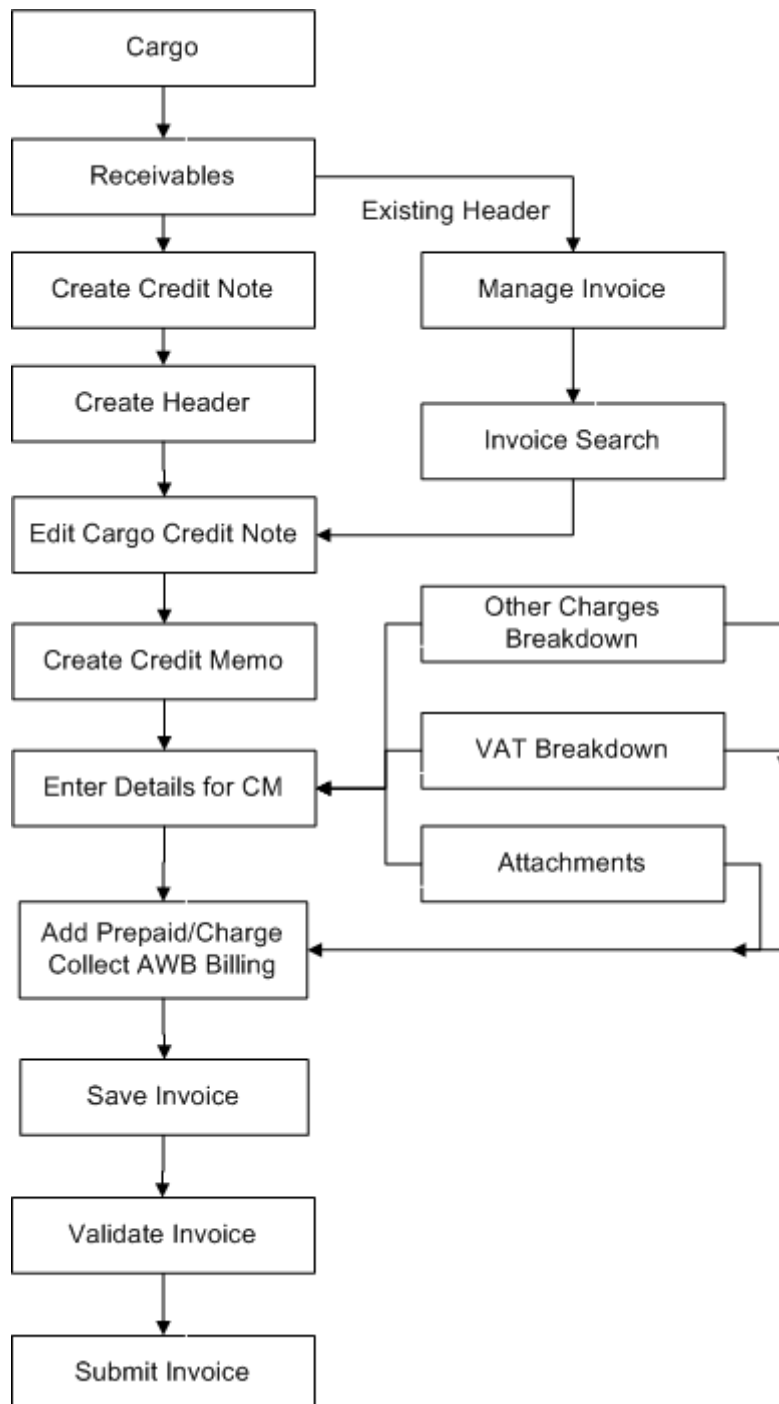 Cargo
Receivables
Existing Header
Create Credit Note
Manage Invoice
Create Header
Invoice Search
Edit Cargo Credit Note
Other Charges
Breakdown
Create Credit Memo
VAT Breakdown
Enter Details for CM
Attachments
Add Prepaid/Charge
Collect AWB Billing
Save Invoice
Validate Invoice
Submit Invoice